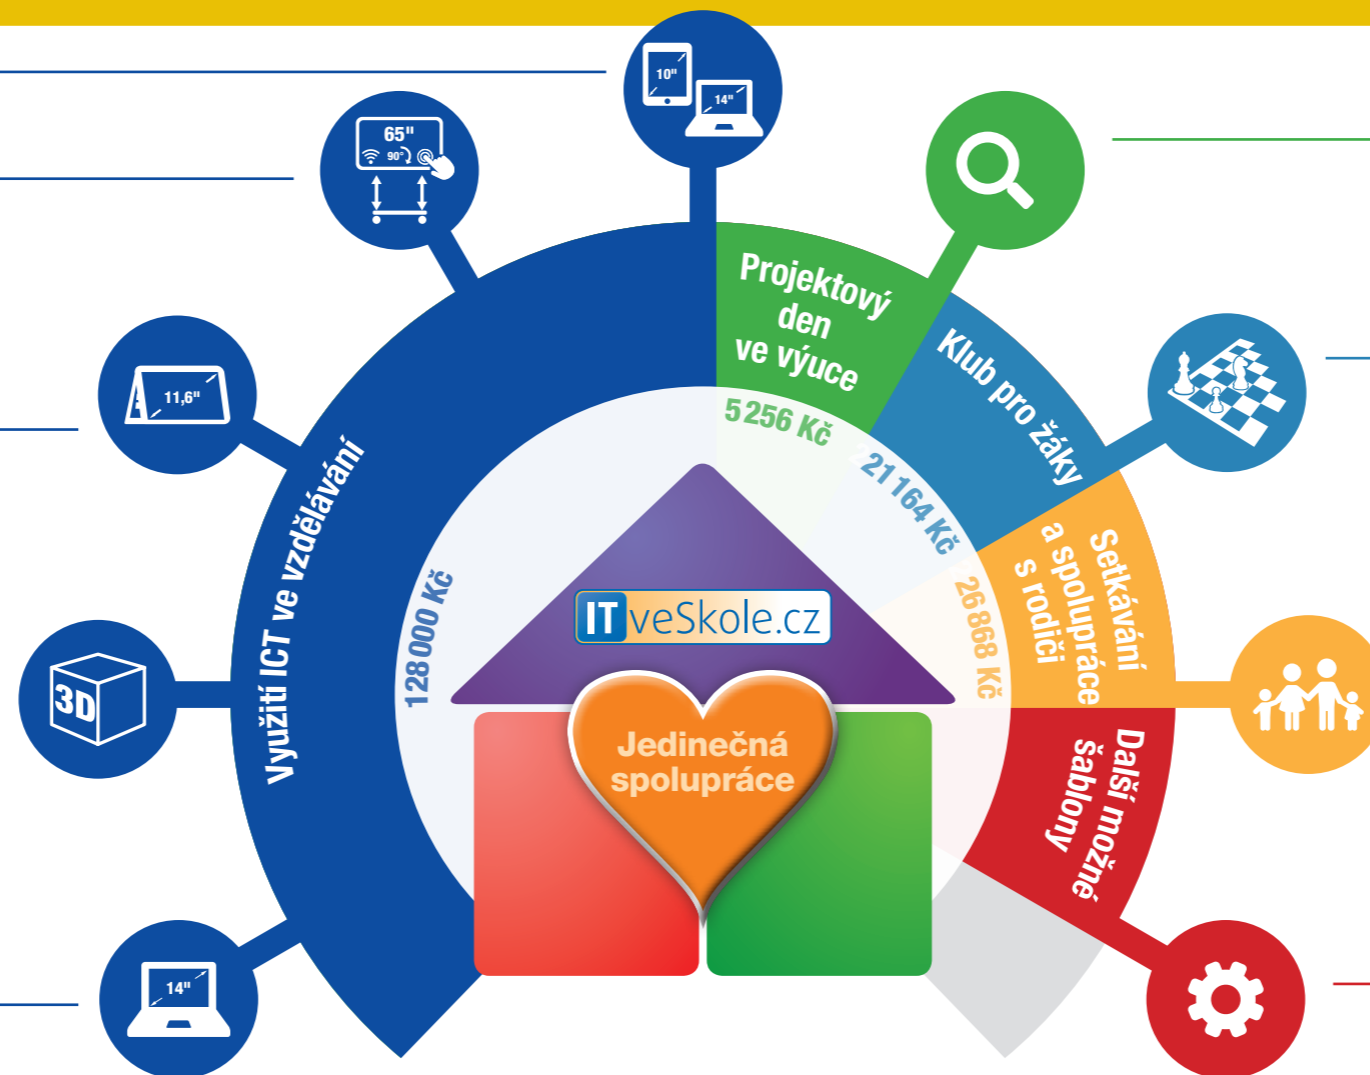 10"
14"
65"
90°
11,6"
3D
14"
Využití ICT ve vzdělávání
128 000 Kč
Projektový
den
ve výuce
5 256 Kč
Klub pro žáky
21 164 Kč
Setkávání
a spolupráce
s rodiči
26 868 Kč
Další možné
šablony
ITveSkole.cz
Jedinečná
spolupráce